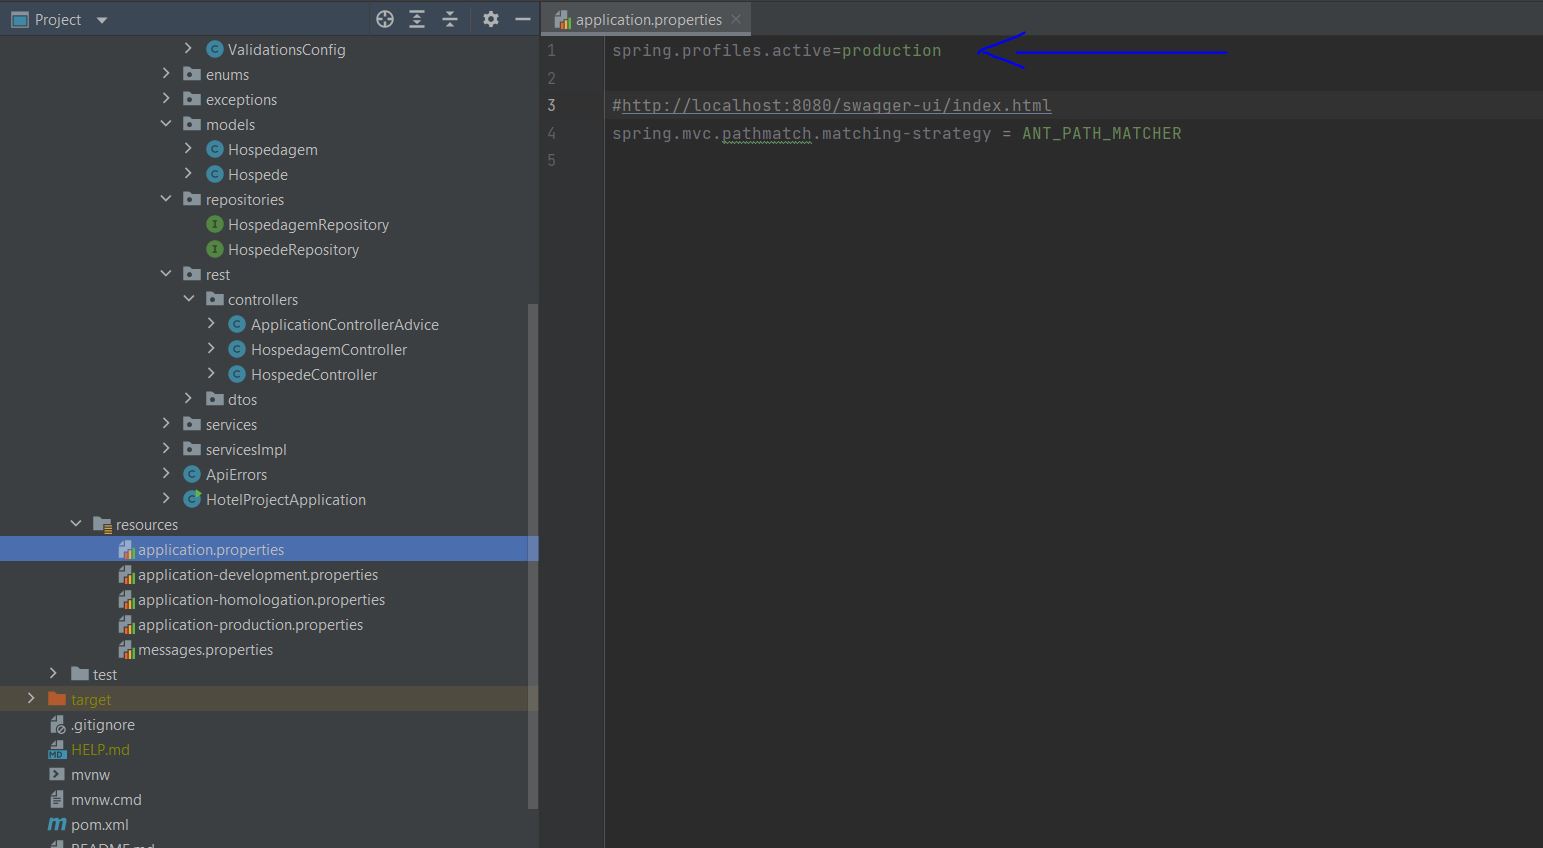 Project
ValidationsConfig
enums
exceptions
models
Hospedagem
Hospede
repositories
HospedagemRepository
HospedeRepository
rest
controllers
ApplicationControllerAdvice
HospedagemController
HospedeController
dtos
services
servicesImpl
ApiErrors
HotelProjectApplication
resources
application.properties
application-development.properties
application-homologation.properties
application-production.properties
messages.properties
test
target
.gitignore
HELP.md
mvnw
mvnw.cmd
pom.xml
README.md
application.properties
1 spring.profiles.active=production
2
3 #http://localhost:8080/swagger-ui/index.html
4 spring.mvc.pathmatch.matching-strategy = ANT_PATH_MATCHER
5